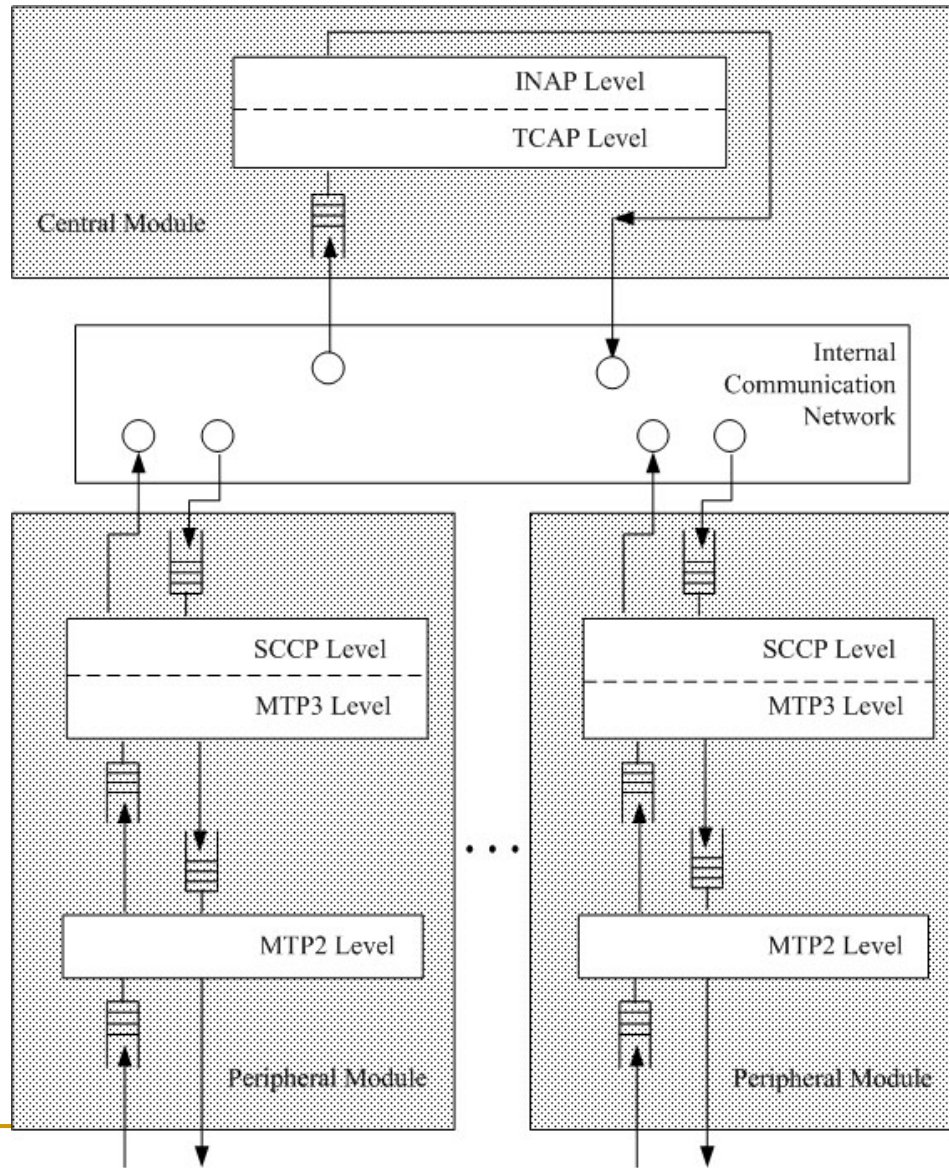 INAP Level
TCAP Level
Central Module
Internal
Communication
Network
SCCP Level
MTP3 Level
MTP2 Level
Peripheral Module
• • •
SCCP Level
MTP3 Level
MTP2 Level
Peripheral Module